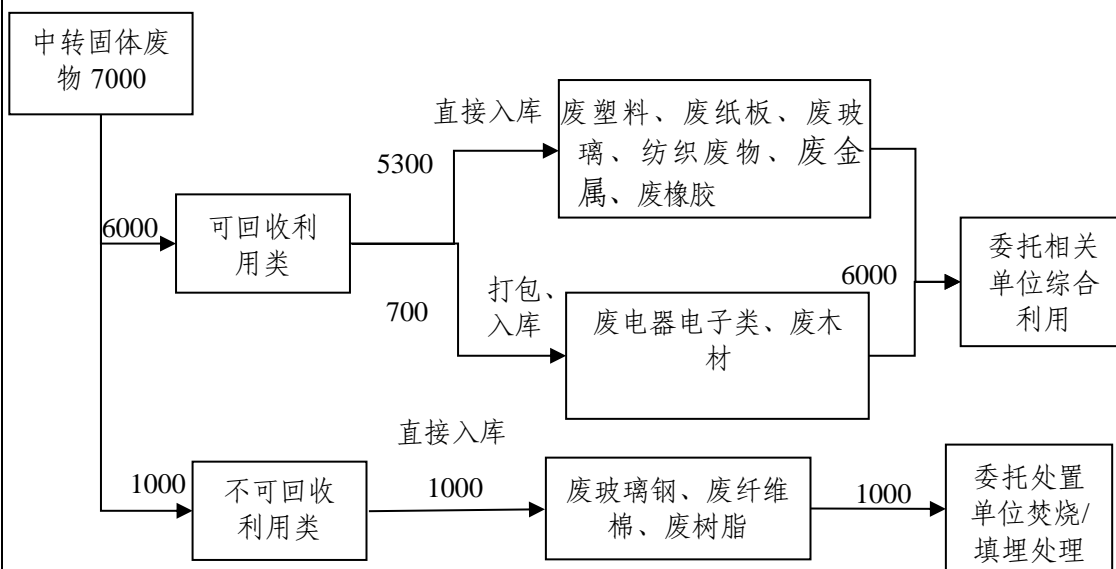 中转固体废
物 7000
直接入库
5300
废塑料、废纸板、废玻
璃、纺织废物、废金
属、废橡胶
6000
可回收利
用类
700
打包、
入库
废电器电子类、废木
材
6000
委托相关
单位综合
利用
1000
不可回收
利用类
直接入库
1000
废玻璃钢、废纤维
棉、废树脂
1000
委托处置
单位焚烧/
填埋处理